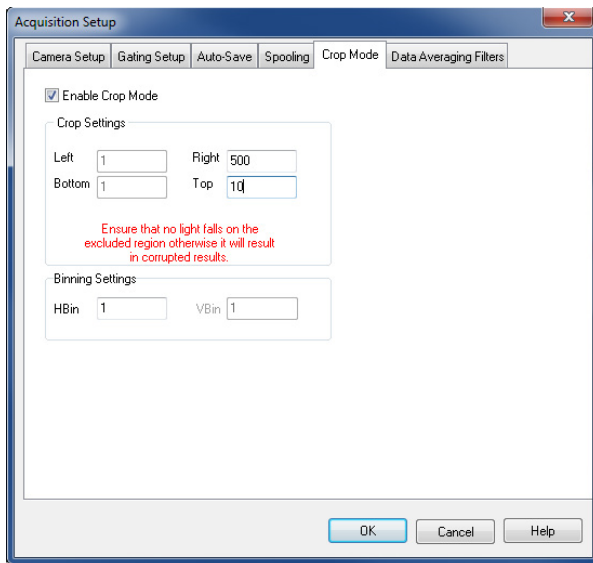 Acquisition Setup
Camera Setup Gating Setup Auto-Save Spooling Crop Mode Data Averaging Filters
Enable Crop Mode
Crop Settings
Left 1 Right 500
Bottom 1 Top 10
Ensure that no light falls on the
excluded region otherwise it will result
in corrupted results.
Binning Settings
HBin 1 VBin 1
OK Cancel Help